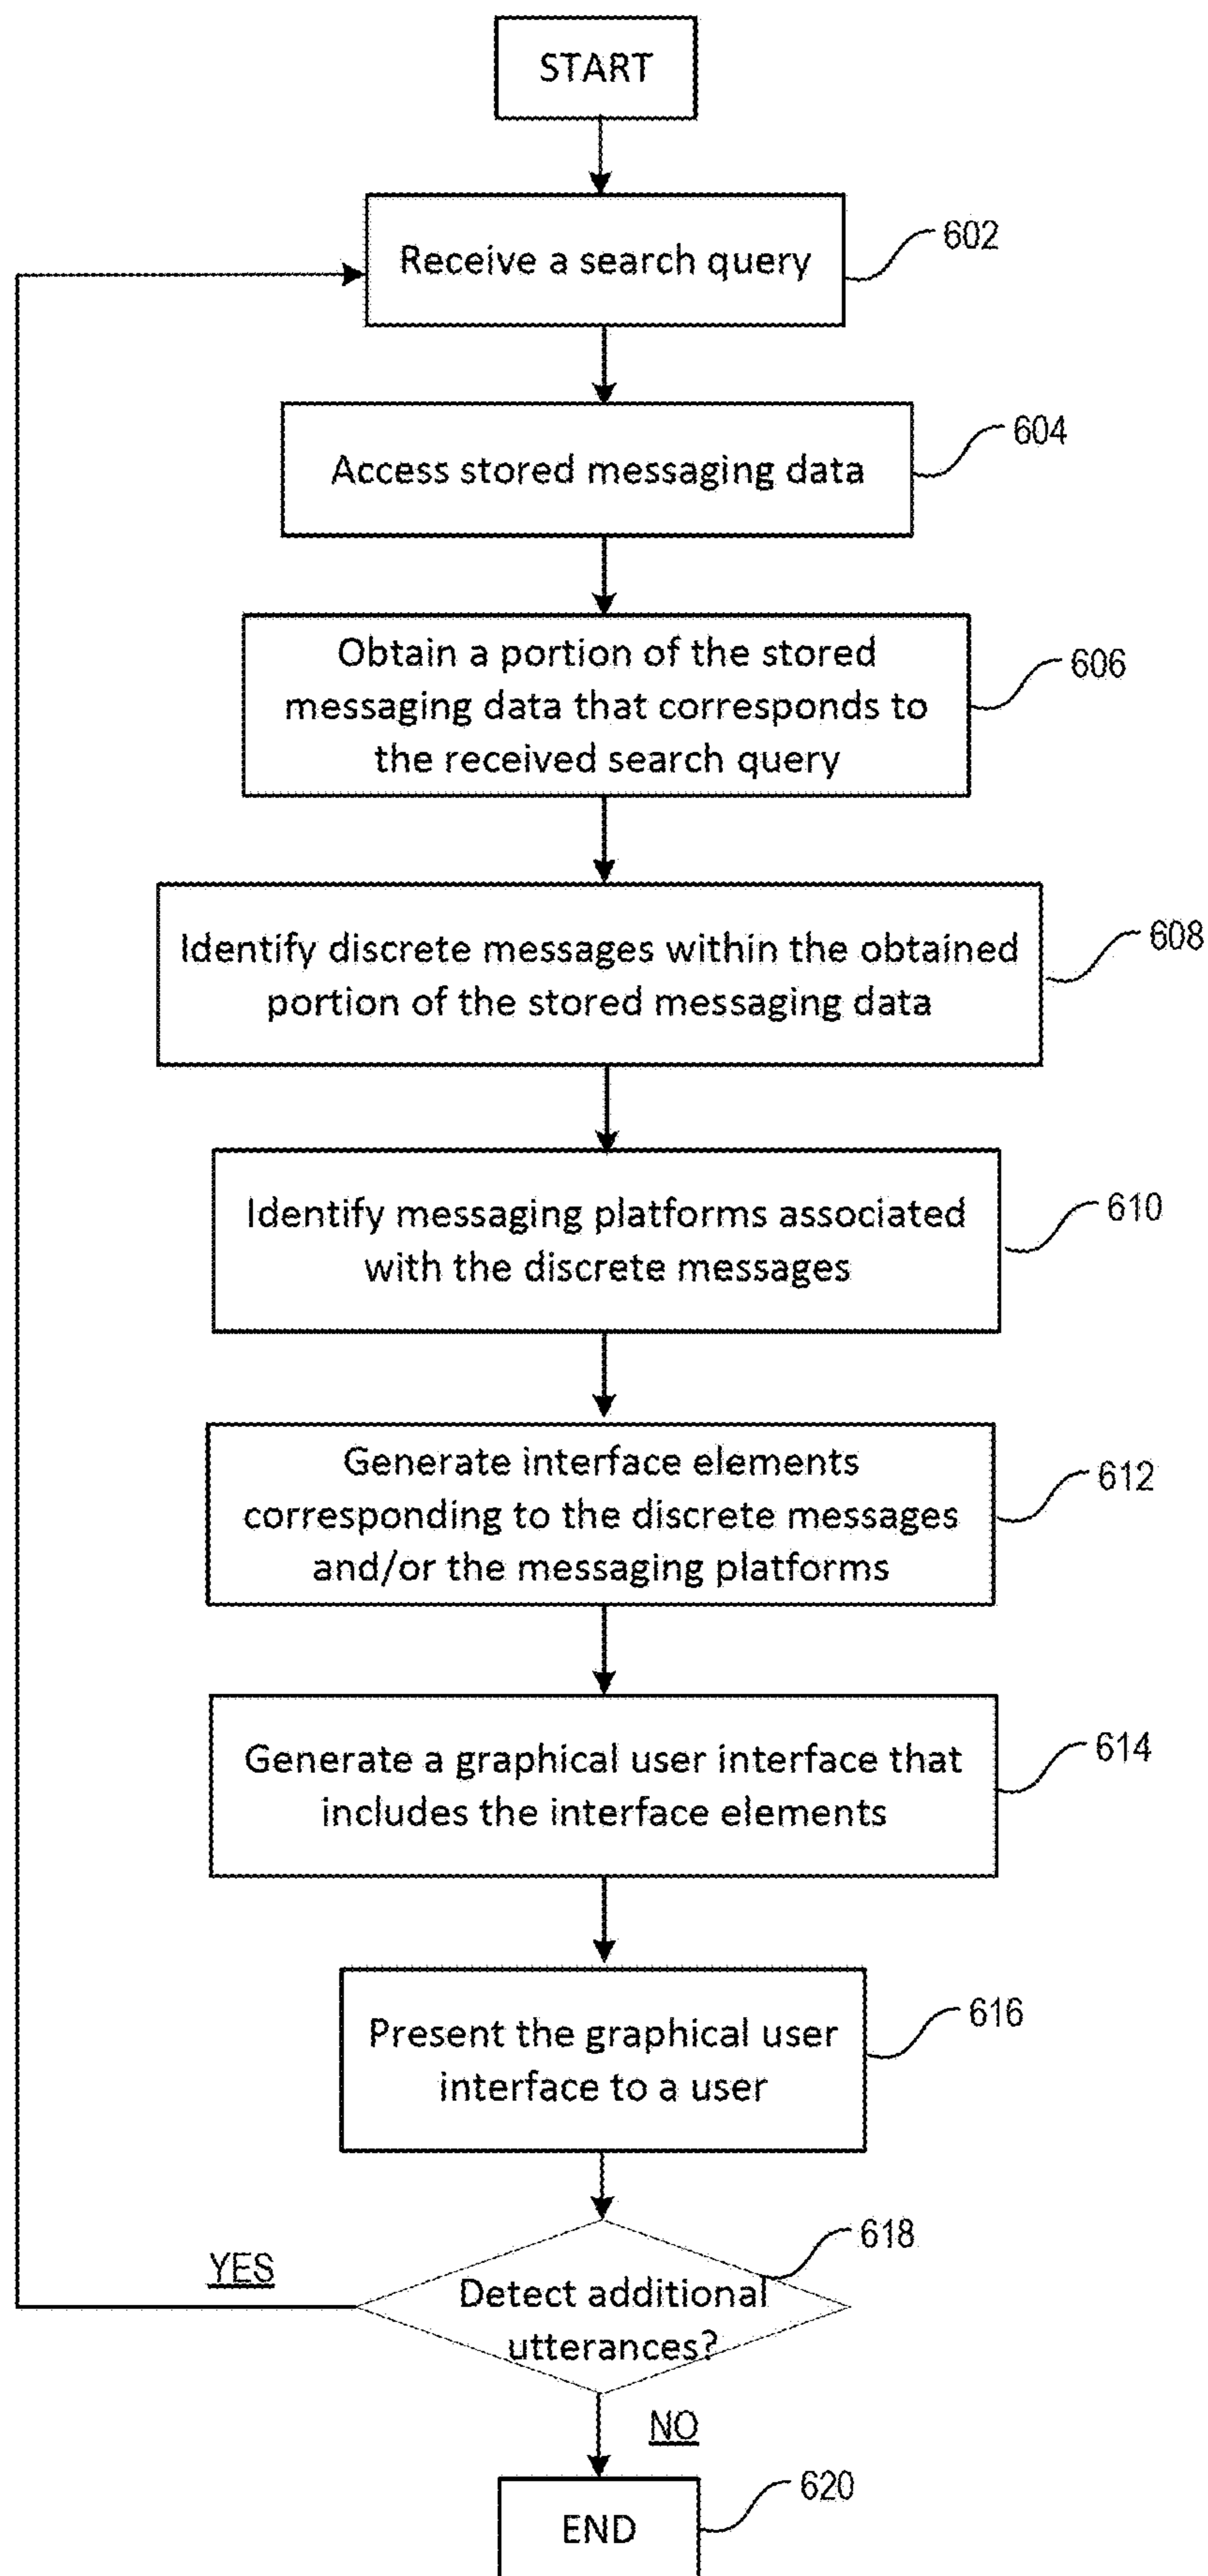 START
Receive a search query
602
Access stored messaging data
604
Obtain a portion of the stored
messaging data that corresponds to
the received search query
606
Identify discrete messages within the obtained
portion of the stored messaging data
608
Identify messaging platforms associated
with the discrete messages
610
Generate interface elements
corresponding to the discrete messages
and/or the messaging platforms
612
Generate a graphical user interface that
includes the interface elements
614
Present the graphical user
interface to a user
616
618
YES
Detect additional
utterances?
NO
620
END